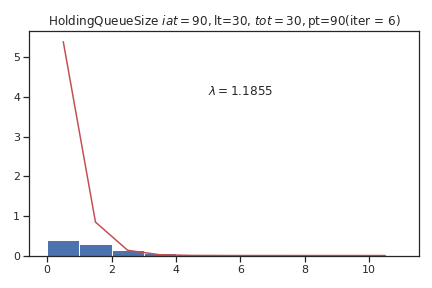 HoldingQueueSize iat = 90, lt=30, tot = 30, pt=90(iter = 6)
5
4
λ = 1.1855
3
2
1
0
0 2 4 6 8 10